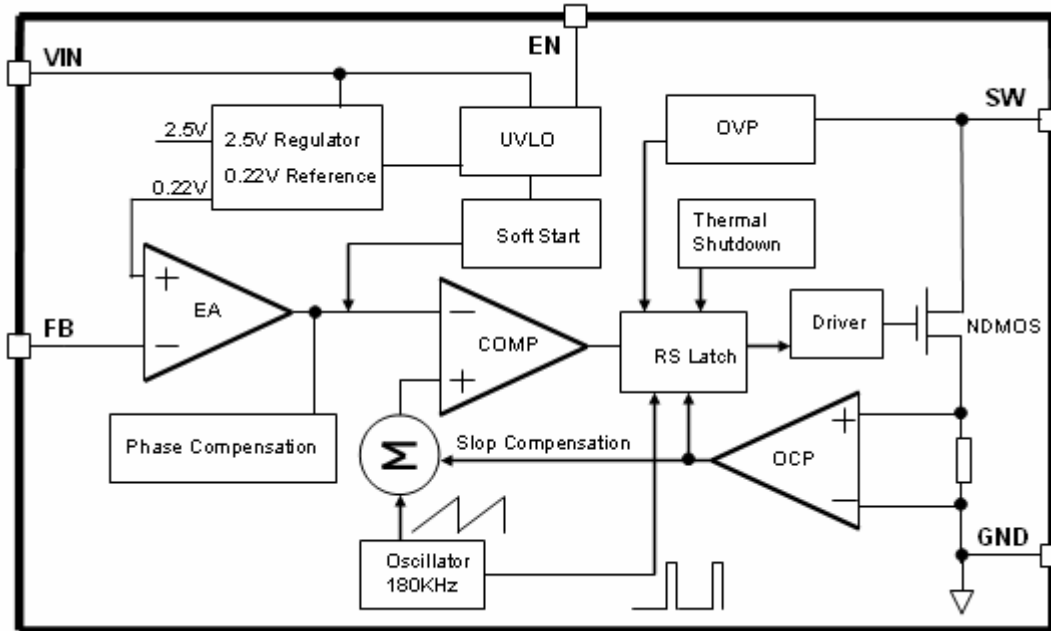 EN
VIN
SW
2.5V
2.5V Regulator
0.22V Reference
0.22V
UVLO
OVP
Soft Start
Thermal
Shutdown
+
EA
−
FB
−
COMP
+
RS Latch
Driver
NDMOS
Phase Compensation
Σ
Slop Compensation
+
OCP
−
GND
Oscillator
180KHz